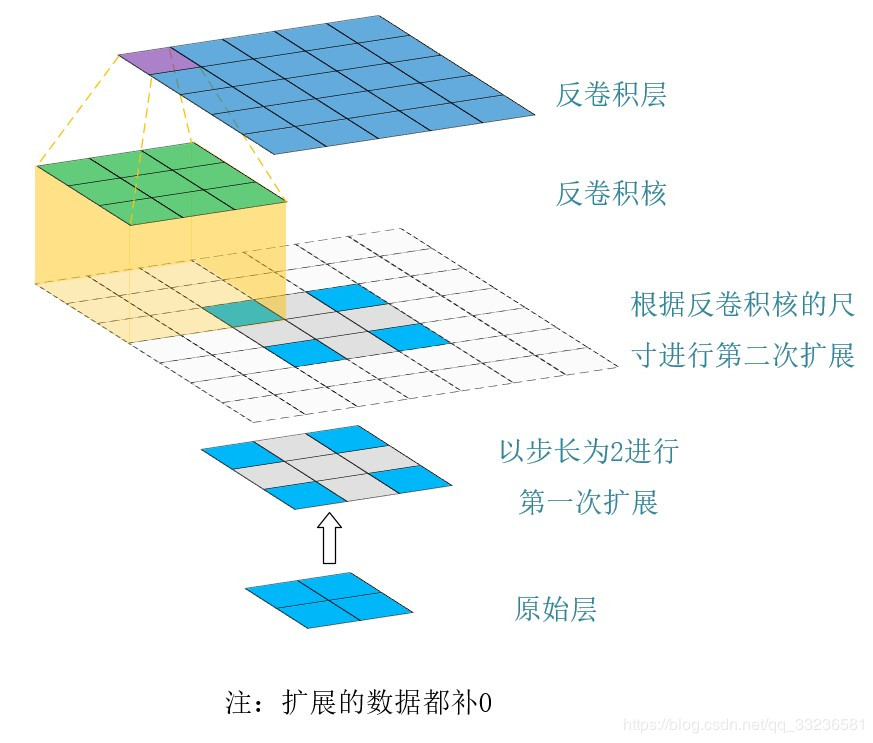 反卷积层
反卷积核
根据反卷积核的尺
寸进行第二次扩展
以步长为2进行
第一次扩展
原始层
注：扩展的数据都补0
https://blog.csdn.net/qq_33236581